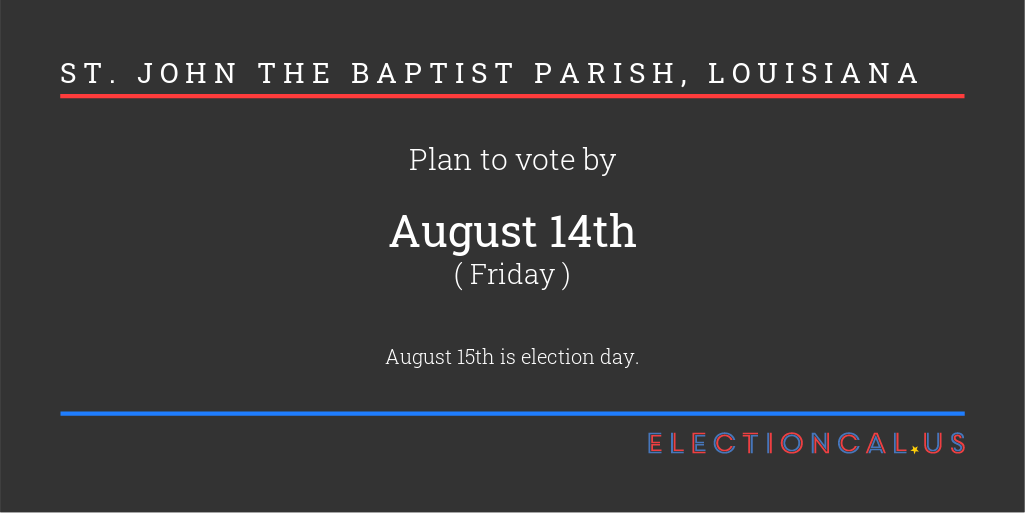 ST. JOHN THE BAPTIST PARISH, LOUISIANA
Plan to vote by
August 14th
( Friday )
August 15th is election day.
ELECTIONCAL.US